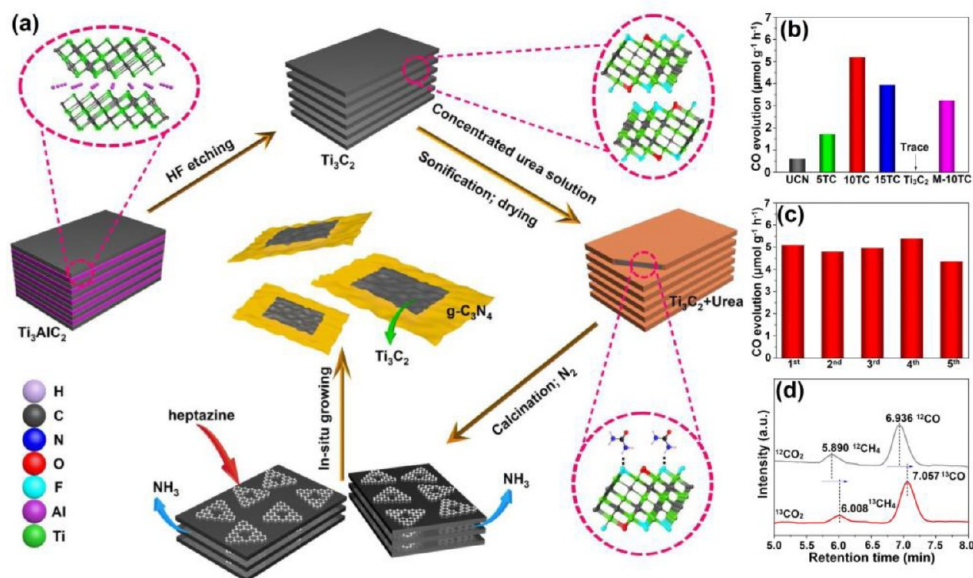 (a)
HF etching
Ti₃C₂
Concentrated urea solution
Sonification; drying
Ti₃AlC₂
g-C₃N₄
Ti₃C₂
Ti₃C₂+Urea
Calcination; N₂
In-situ growing
heptazine
NH₃
NH₃
H
C
N
O
F
Al
Ti
(b)
CO evolution (μmol g⁻¹ h⁻¹)
7
6
5
4
3
2
1
0
Trace
UCN 5TC 10TC 15TC Ti₃C₂ M-10TC
(c)
CO evolution (μmol g⁻¹ h⁻¹)
7
6
5
4
3
2
1
0
1st 2nd 3rd 4th 5th
(d)
Intensity (a.u.)
6.936 ¹²CO
5.890 ¹²CH₄
¹²CO₂
7.057 ¹³CO
6.008 ¹³CH₄
¹³CO₂
5.0 5.5 6.0 6.5 7.0 7.5 8.0
Retention time (min)